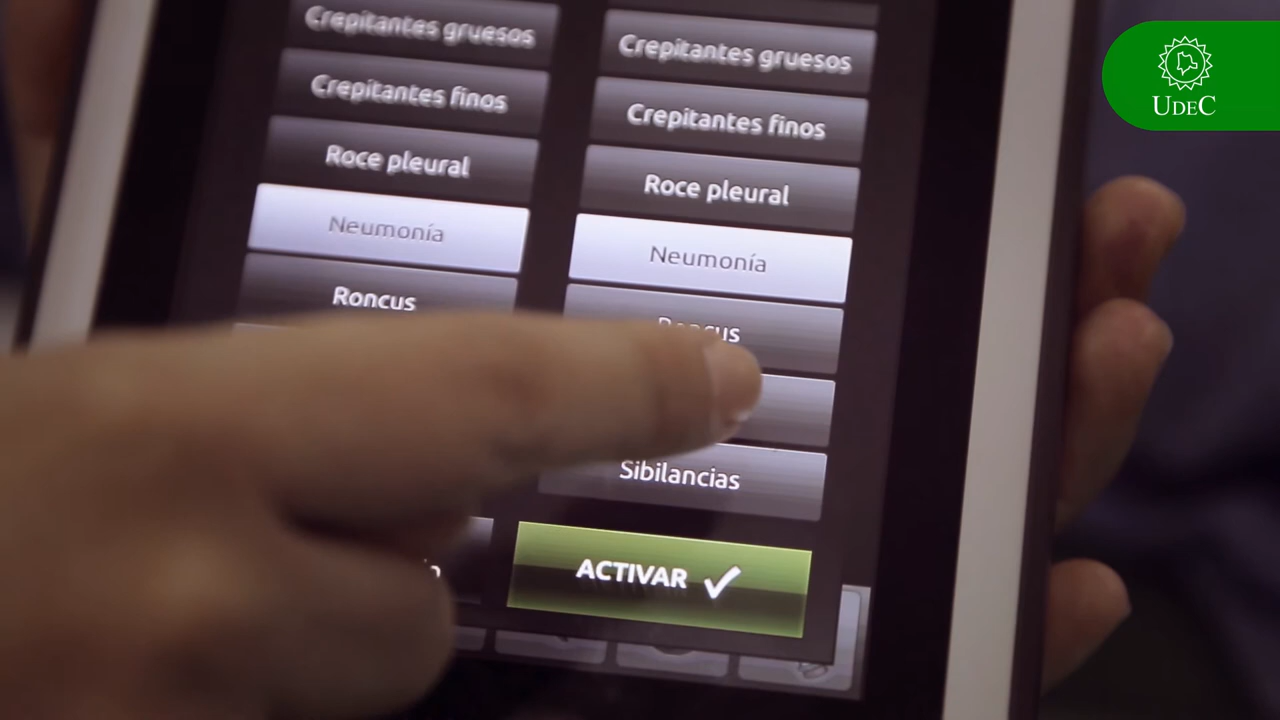 Crepitantes gruesos
Crepitantes finos
Roce pleural
Neumonía
Roncus
Crepitantes gruesos
Crepitantes finos
Roce pleural
Neumonía
Roncus
Sibilancias
ACTIVAR
UDEC